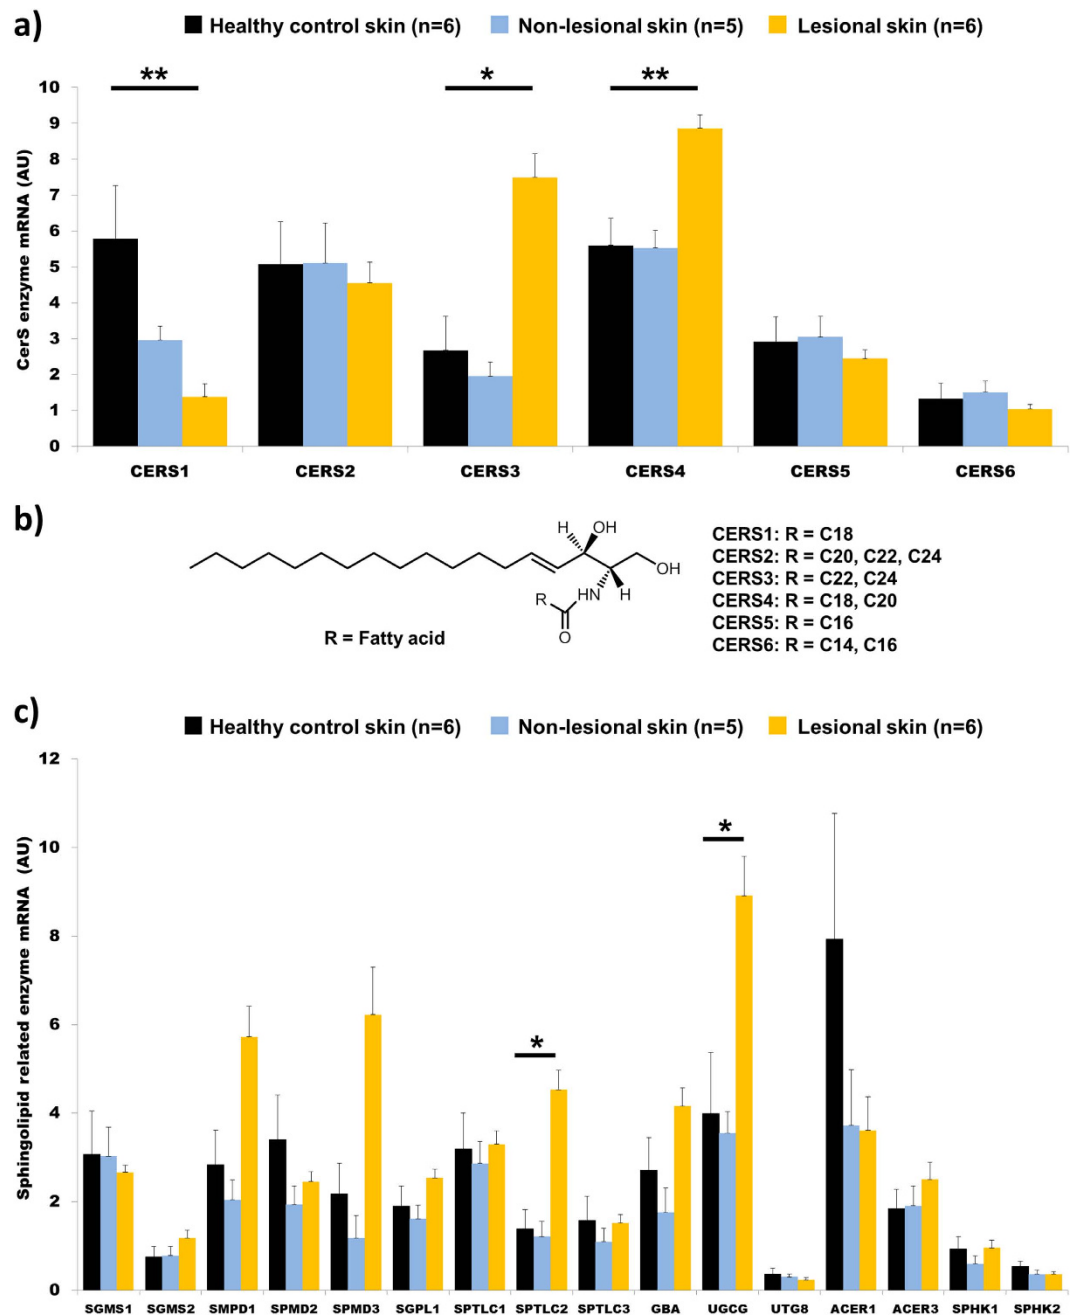 a)
Healthy control skin (n=6) Non-lesional skin (n=5) Lesional skin (n=6)
** * **
CerS enzyme mRNA (AU)
10
9
8
7
6
5
4
3
2
1
0
CERS1 CERS2 CERS3 CERS4 CERS5 CERS6
b)
H OH
OH
HN H
R
O
R = Fatty acid
CERS1: R = C18
CERS2: R = C20, C22, C24
CERS3: R = C22, C24
CERS4: R = C18, C20
CERS5: R = C16
CERS6: R = C14, C16
c)
Healthy control skin (n=6) Non-lesional skin (n=5) Lesional skin (n=6)
* *
Sphingolipid related enzyme mRNA (AU)
12
10
8
6
4
2
0
SGMS1 SGMS2 SMPD1 SPMD2 SPMD3 SGPL1 SPTLC1 SPTLC2 SPTLC3 GBA UGCG UTG8 ACER1 ACER3 SPHK1 SPHK2